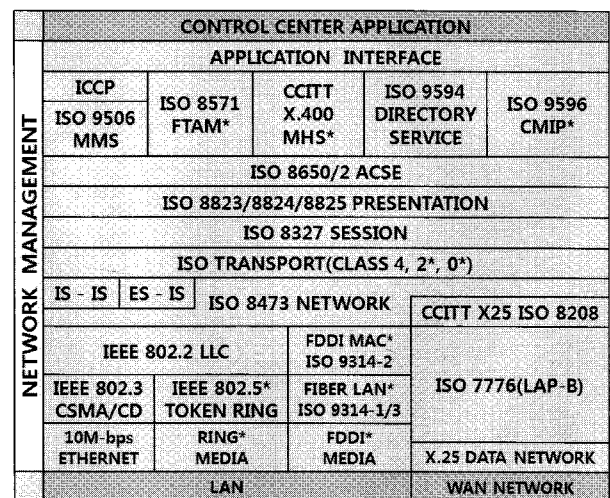 CONTROL CENTER APPLICATION
APPLICATION INTERFACE
NETWORK MANAGEMENT
ICCP
ISO 9506
MMS
ISO 8571
FTAM*
CCITT
X.400
MHS*
ISO 9594
DIRECTORY
SERVICE
ISO 9596
CMIP*
ISO 8650/2 ACSE
ISO 8823/8824/8825 PRESENTATION
ISO 8327 SESSION
ISO TRANSPORT(CLASS 4, 2*, 0*)
IS - IS
ES - IS
ISO 8473 NETWORK
CCITT X25 ISO 8208
IEEE 802.2 LLC
FDDI MAC*
ISO 9314-2
ISO 7776(LAP-B)
IEEE 802.3
CSMA/CD
IEEE 802.5*
TOKEN RING
FIBER LAN*
ISO 9314-1/3
10M-bps
ETHERNET
RING*
MEDIA
FDDI*
MEDIA
X.25 DATA NETWORK
LAN
WAN NETWORK